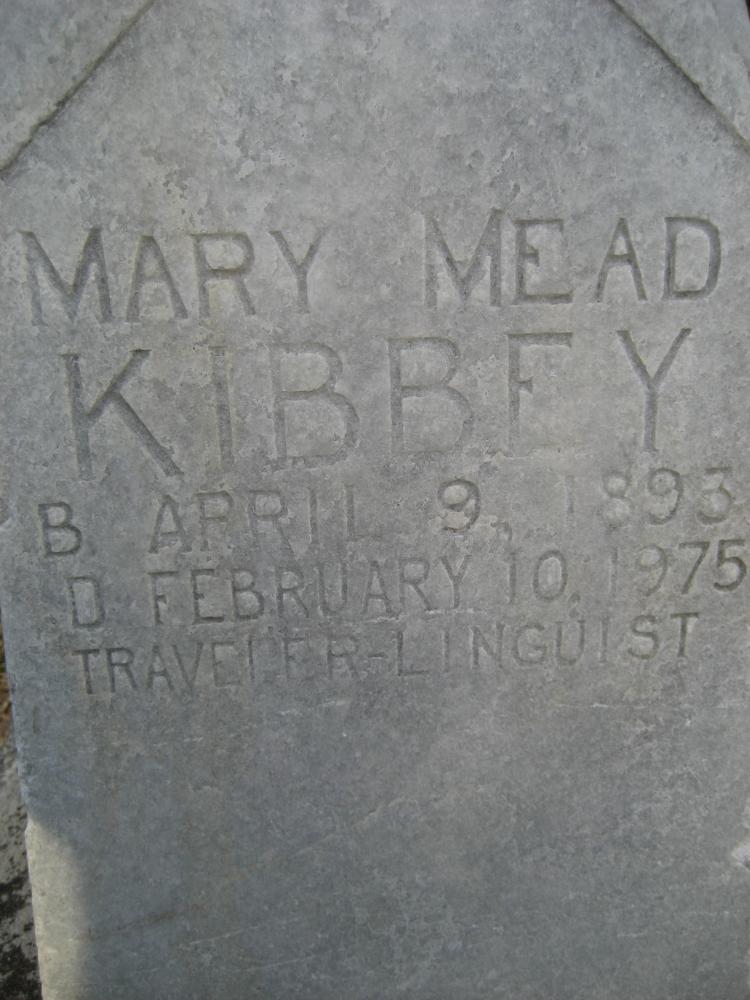 MARY MEAD
KIBBEY
B. APRIL 9, 1893
D FEBRUARY 10, 1975
TRAVELER-LINGUIST